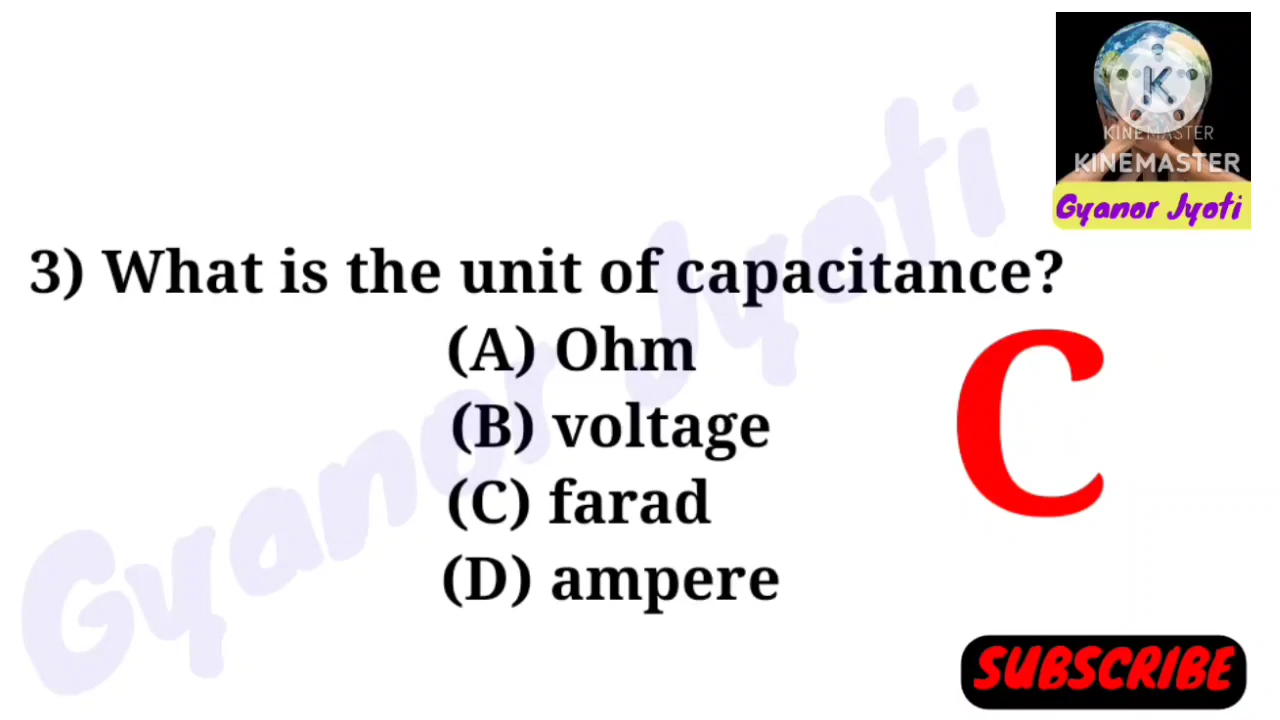 K
KINEMASTER
KINEMASTER
Gyanor Jyoti
3) What is the unit of capacitance?
(A) Ohm
(B) voltage
(C) farad
(D) ampere
C
Gyanor Jyoti
SUBSCRIBE